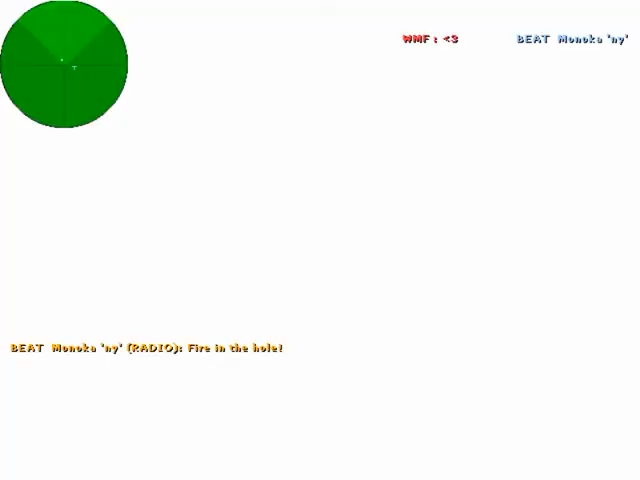 WMF : <3 BEAT Monoka 'ny'
BEAT Monoka 'ny' (RADIO): Fire in the hole!